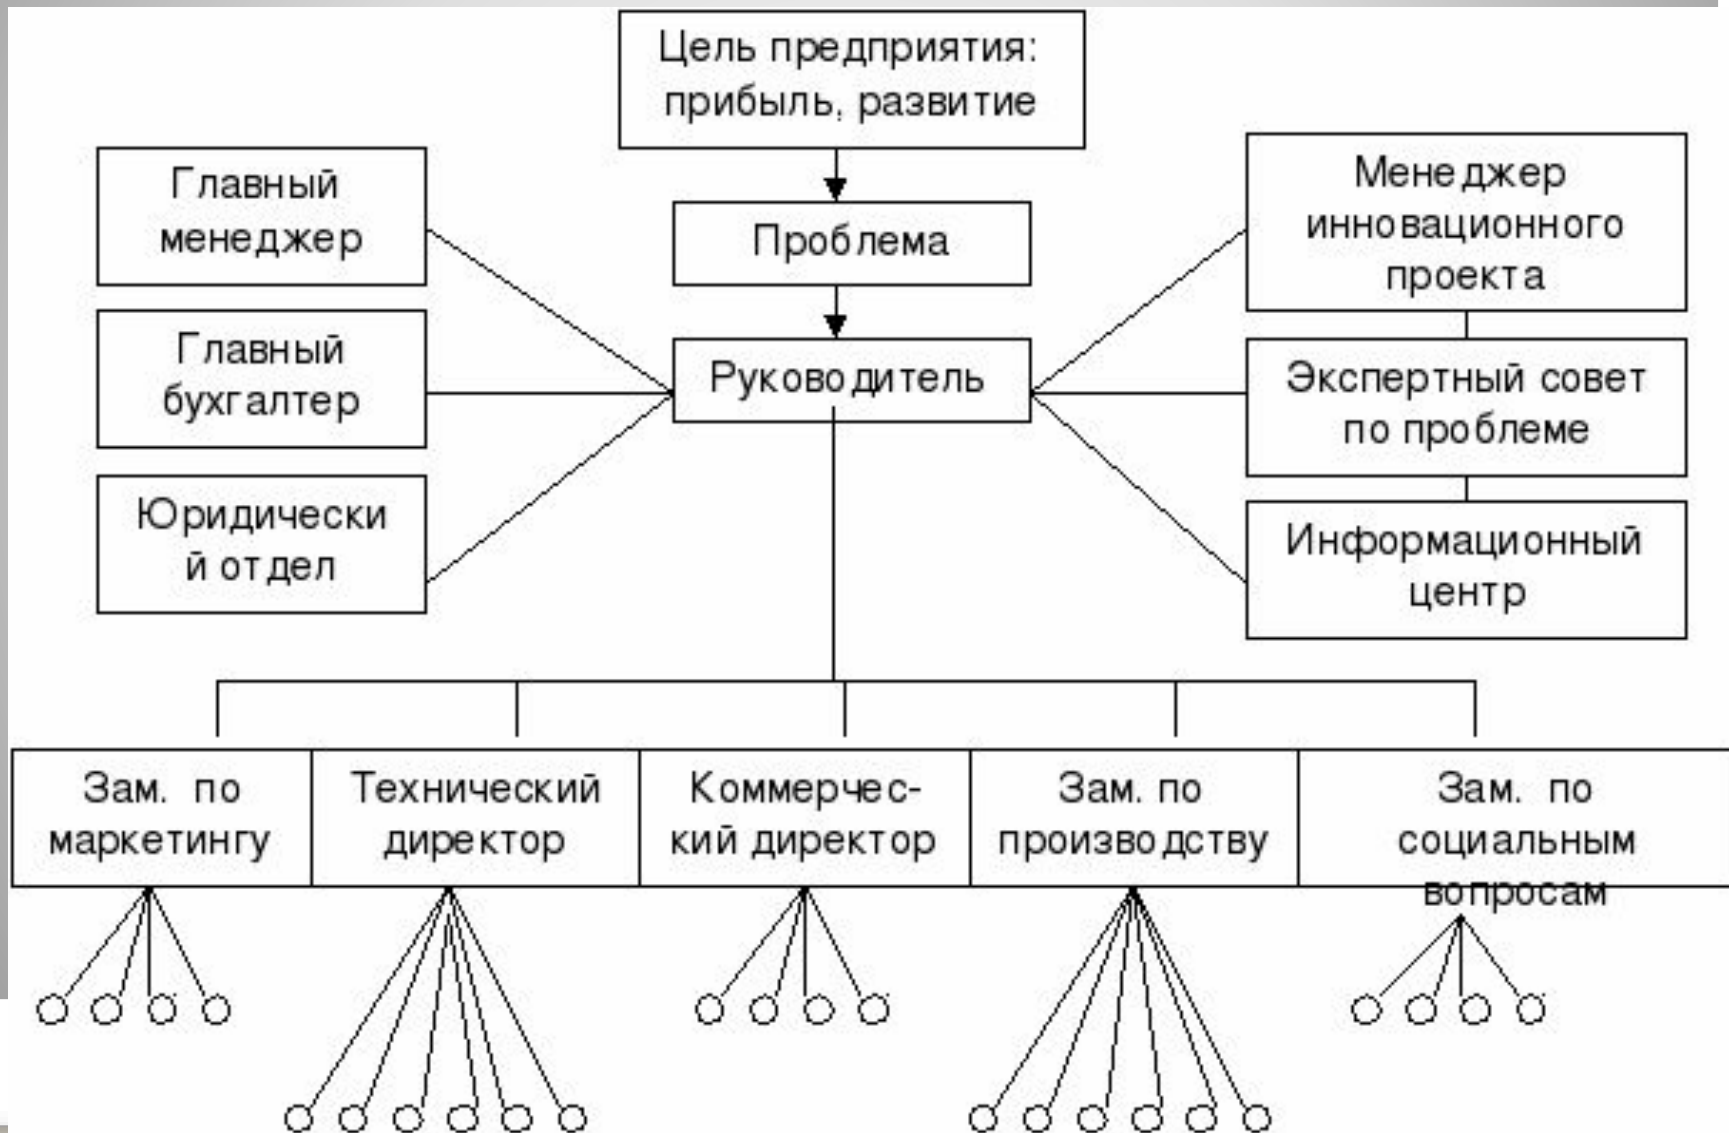 Цель предприятия:
прибыль, развитие
Главный
менеджер
Проблема
Менеджер
инновационного
проекта
Главный
бухгалтер
Руководитель
Экспертный совет
по проблеме
Юридически
й отдел
Информационный
центр
Зам. по
маркетингу
Технический
директор
Коммерчес-
кий директор
Зам. по
производству
Зам. по
социальным
вопросам